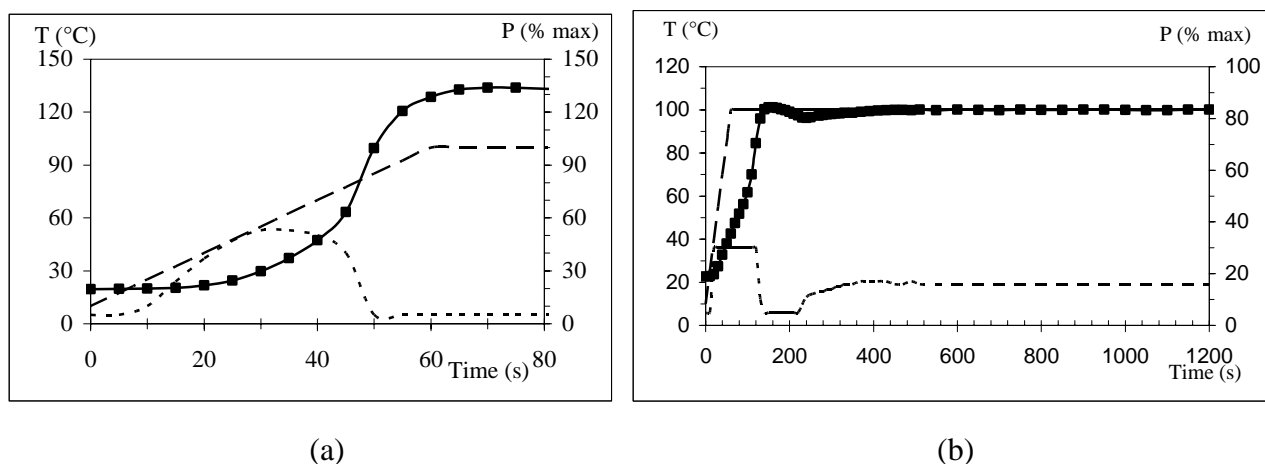 T (°C) P (% max)
150 150
120 120
90 90
60 60
30 30
0 0
0 20 40 60 80
Time (s)
(a)
T (°C) P (% max)
120 100
100 80
80 60
60 40
40 20
20 0
0
0 200 400 600 800 1000 1200
Time (s)
(b)